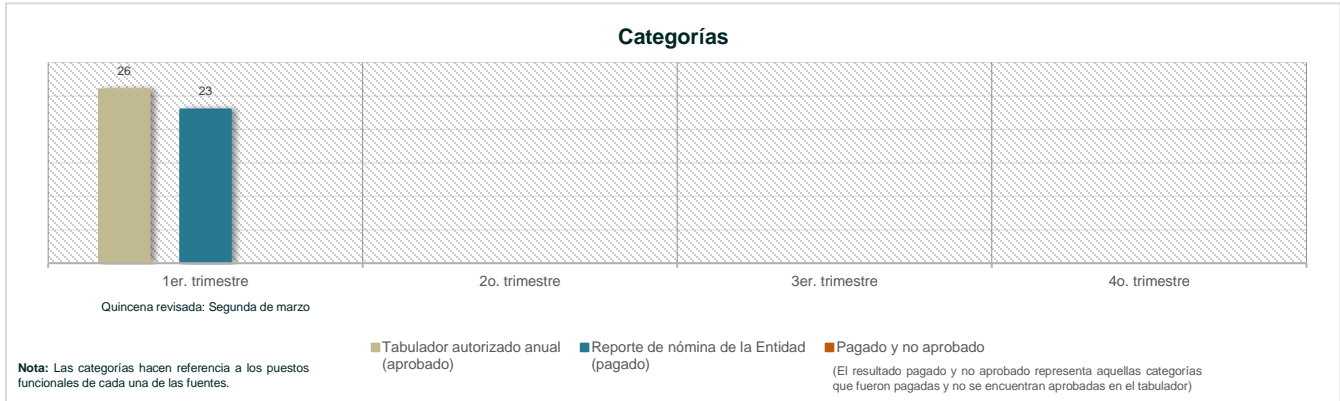 Categorías
26
23
1er. trimestre
2o. trimestre
3er. trimestre
4o. trimestre
Quincena revisada: Segunda de marzo
Tabulador autorizado anual
(aprobado)
Reporte de nómina de la Entidad
(pagado)
Pagado y no aprobado
(El resultado pagado y no aprobado representa aquellas categorías
que fueron pagadas y no se encuentran aprobadas en el tabulador)
Nota: Las categorías hacen referencia a los puestos
funcionales de cada una de las fuentes.